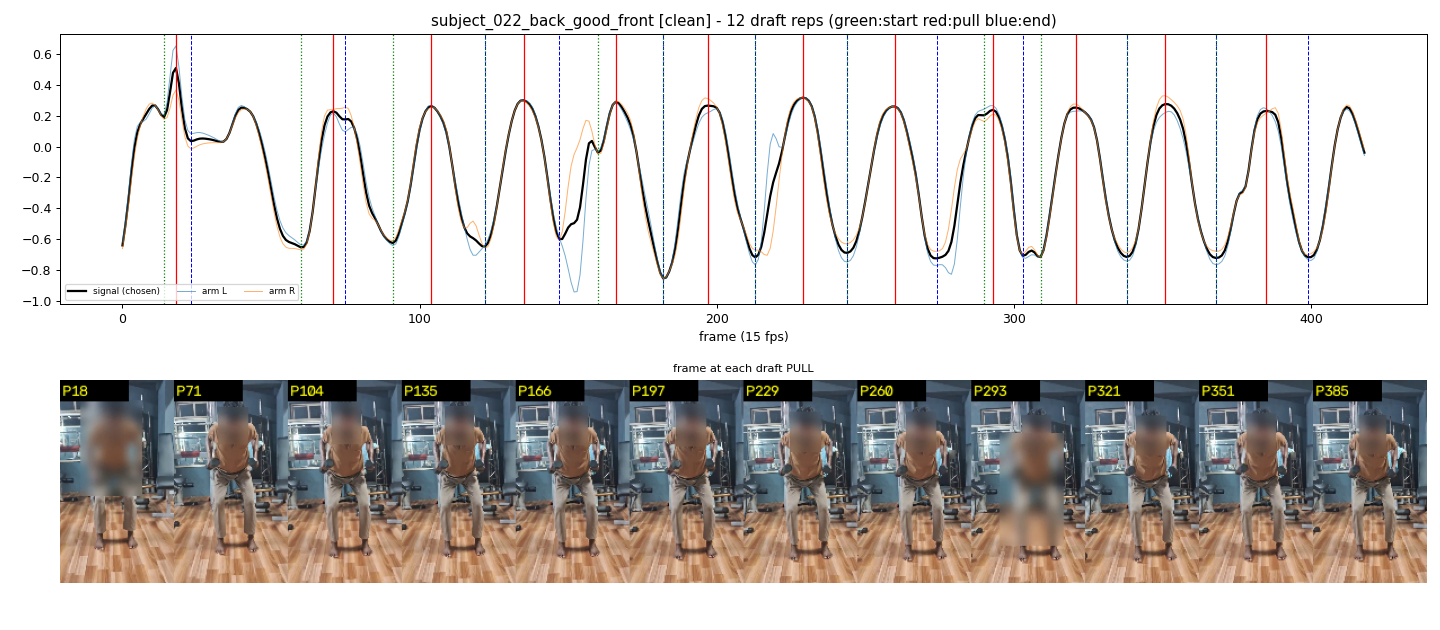 subject_022_back_good_front [clean] - 12 draft reps (green:start red:pull blue:end)
0.6
0.4
0.2
0.0
−0.2
−0.4
−0.6
−0.8
−1.0
signal (chosen) arm L arm R
0 100 200 300 400
frame (15 fps)
frame at each draft PULL
P18 P71 P104 P135 P166 P197 P229 P260 P293 P321 P351 P385